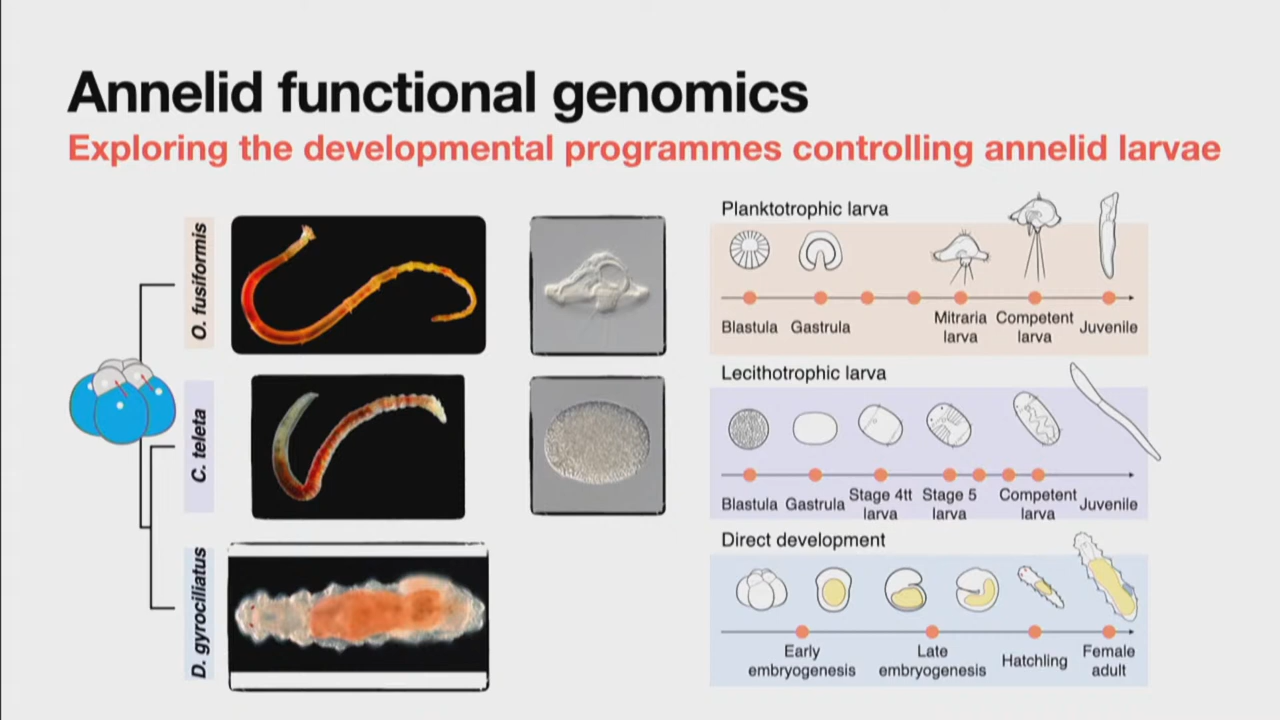 Annelid functional genomics
Exploring the developmental programmes controlling annelid larvae
O. fusiformis
Planktotrophic larva
Blastula
Gastrula
Mitraria
larva
Competent
larva
Juvenile
C. teleta
Lecithotrophic larva
Blastula
Gastrula
Stage 4tt
larva
Stage 5
larva
Competent
larva
Juvenile
D. gyrociliatus
Direct development
Early
embryogenesis
Late
embryogenesis
Hatchling
Female
adult